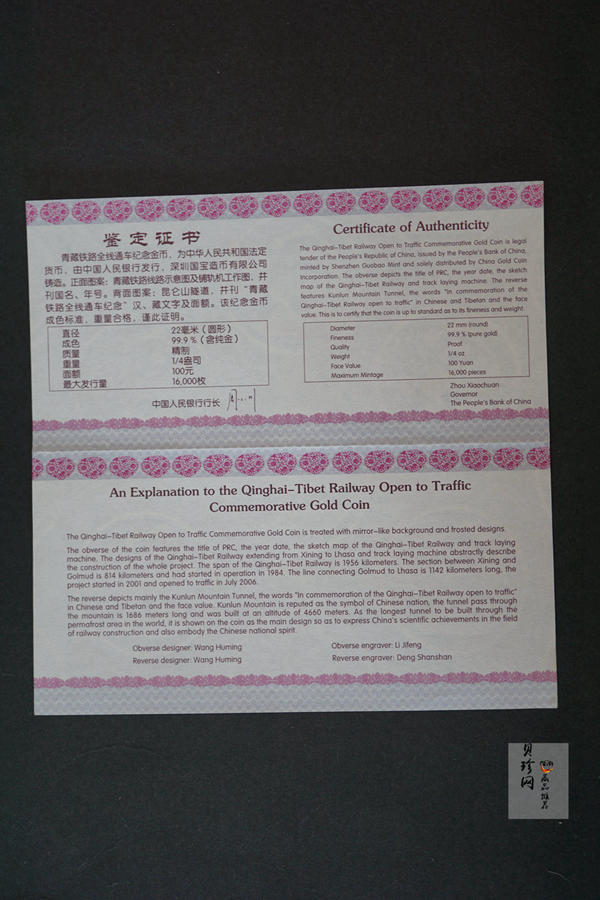 鉴定证书
青藏铁路全线通车纪念金币，为中华人民共和国法定
货币，由中国人民银行发行，深圳国宝造币有限公司
铸造。正面图案：青藏铁路线路示意图及铺轨机工作图，并
刊国名、年号。背面图案：昆仑山隧道，并刊“青
藏铁路全线通车纪念”汉、藏文字及面额。该纪念金币
成色标准，重量合格，谨此证明。
直径 22毫米（圆形）
成色 99.9％（含纯金）
质量 精制
重量 1/4盎司
面额 100元
最大发行量 16,000枚
中国人民银行行长
Certificate of Authenticity
The Qinghai-Tibet Railway Open to Traffic Commemorative Gold Coin is legal
tender of the People's Republic of China, issued by the People's Bank of China,
minted by Shenzhen Guobao Mint and solely distributed by China Gold Coin
Incorporation. The obverse depicts the title of PRC, the year date, the sketch
map of the Qinghai-Tibet Railway and track laying machine. The reverse
features Kunlun Mountain Tunnel, the words "In commemoration of the
Qinghai-Tibet Railway open to traffic" in Chinese and Tibetan and the face
value. This is to certify that the coin is up to standard as to its fineness and weight.
Diameter 22 mm (round)
Fineness 99.9 % (pure gold)
Quality Proof
Weight 1/4 oz
Face Value 100 Yuan
Maximum Mintage 16,000 pieces
Zhou Xiaochuan
Governor
The People's Bank of China
An Explanation to the Qinghai-Tibet Railway Open to Traffic
Commemorative Gold Coin
The Qinghai-Tibet Railway Open to Traffic Commemorative Gold Coin is treated with mirror-like background and frosted designs.
The obverse of the coin features the title of PRC, the year date, the sketch map of the Qinghai-Tibet Railway and track laying
machine. The designs of the Qinghai-Tibet Railway extending from Xining to Lhasa and track laying machine abstractly describe
the construction of the whole project. The span of the Qinghai-Tibet Railway is 1956 kilometers. The section between Xining and
Golmud is 814 kilometers and had started in operation in 1984. The line connecting Golmud to Lhasa is 1142 kilometers long, the
project started in 2001 and opened to traffic in July 2006.
The reverse depicts mainly the Kunlun Mountain Tunnel, the words "In commemoration of the Qinghai-Tibet Railway open to traffic"
in Chinese and Tibetan and the face value. Kunlun Mountain is reputed as the symbol of Chinese nation, the tunnel pass through
the mountain is 1686 meters long and was built at an altitude of 4660 meters. As the longest tunnel to be built through the
permafrost area in the world, it is shown on the coin as the main design so as to express China's scientific achievements in the field
of railway construction and also embody the Chinese national spirit.
Obverse designer: Wang Huming Obverse engraver: Li Jifeng
Reverse designer: Wang Huming Reverse engraver: Deng Shanshan
贝珍网
商品推荐